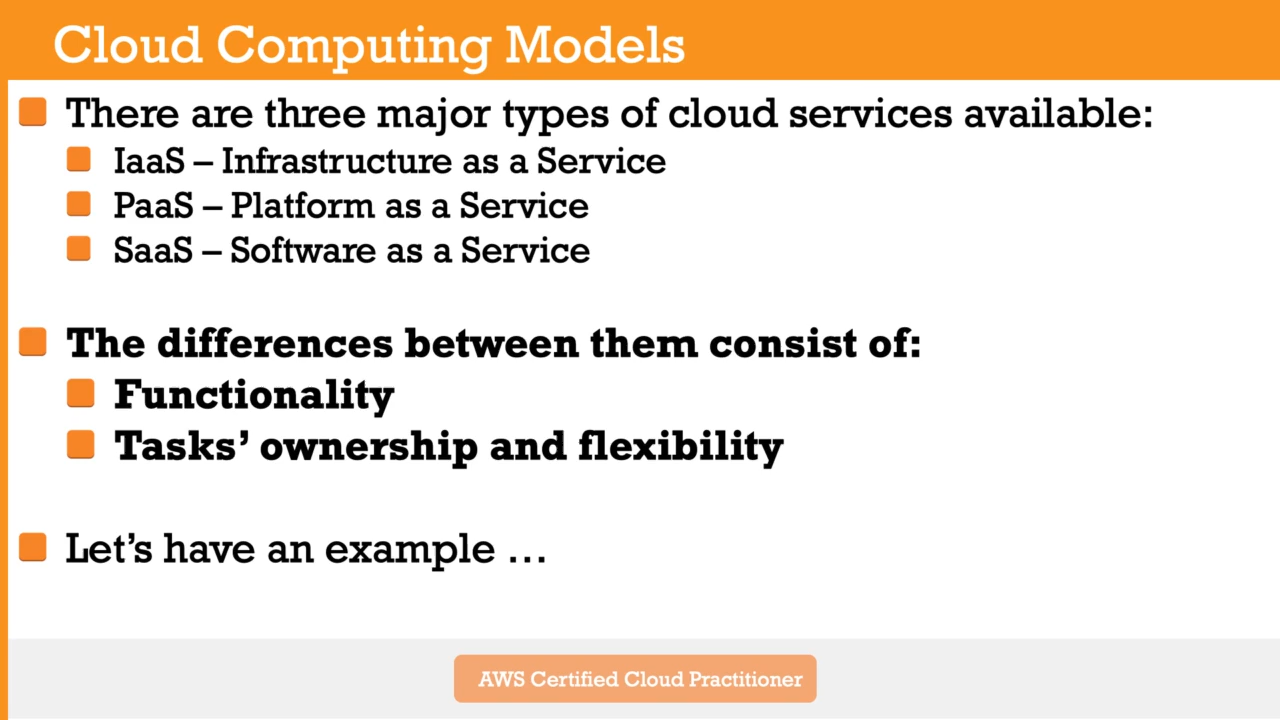 Cloud Computing Models
There are three major types of cloud services available:
IaaS – Infrastructure as a Service
PaaS – Platform as a Service
SaaS – Software as a Service
The differences between them consist of:
Functionality
Tasks’ ownership and flexibility
Let’s have an example …
AWS Certified Cloud Practitioner